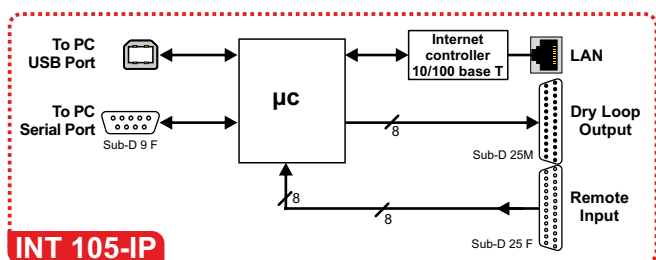 To PC
USB Port
To PC
Serial Port
Sub-D 9 F
µc
Internet
controller
10/100 base T
LAN
8
Dry Loop
Output
Sub-D 25M
8
8
Remote
Input
Sub-D 25 F
INT 105-IP